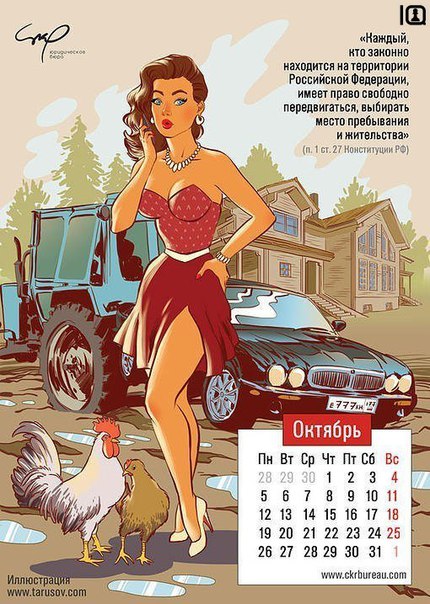 юридическое
бюро
«Каждый,
кто законно
находится на территории
Российской Федерации,
имеет право свободно
передвигаться, выбирать
место пребывания
и жительства»
(п. 1 ст. 27 Конституции РФ)
Октябрь
Пн Вт Ср Чт Пт Сб Вс
28 29 30 1 2 3 4
5 6 7 8 9 10 11
12 13 14 15 16 17 18
19 20 21 22 23 24 25
26 27 28 29 30 31 1
www.ckrbureau.com
Иллюстрация
www.tarusov.com